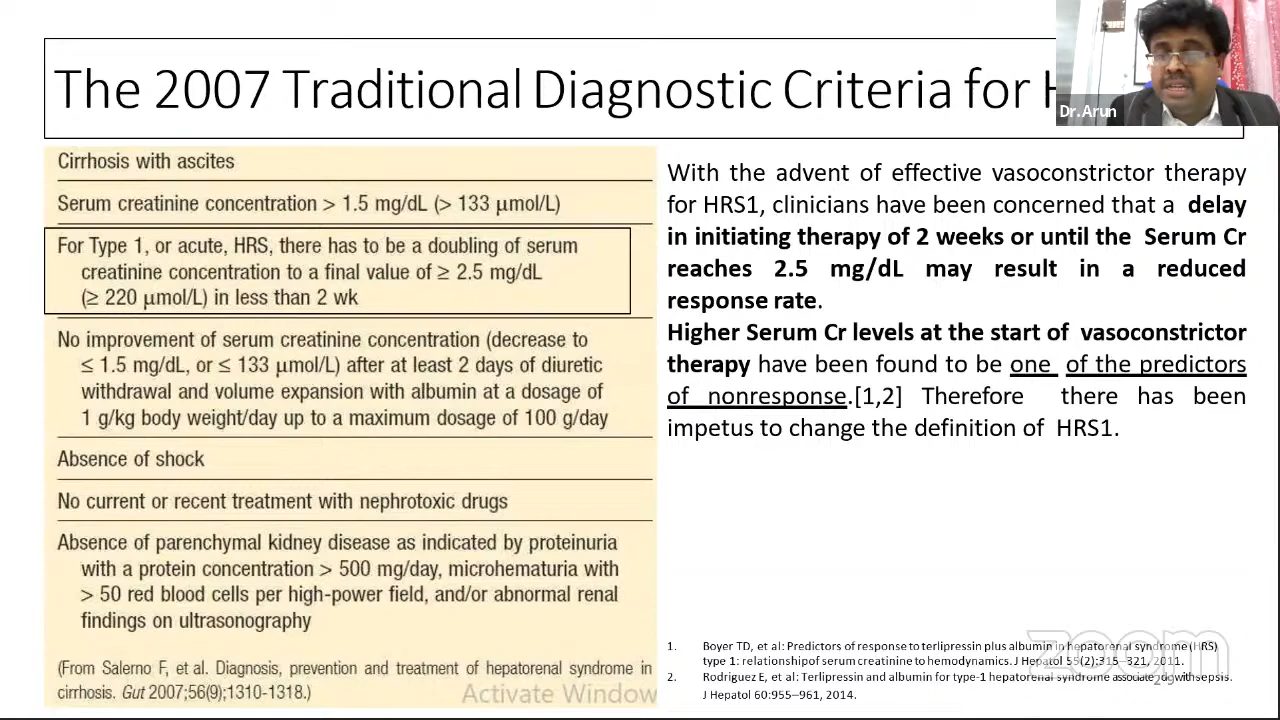 The 2007 Traditional Diagnostic Criteria for H
Dr.Arun
Cirrhosis with ascites
Serum creatinine concentration > 1.5 mg/dL (> 133 μmol/L)
For Type 1, or acute, HRS, there has to be a doubling of serum
creatinine concentration to a final value of ≥ 2.5 mg/dL
(≥ 220 μmol/L) in less than 2 wk
No improvement of serum creatinine concentration (decrease to
≤ 1.5 mg/dL, or ≤ 133 μmol/L) after at least 2 days of diuretic
withdrawal and volume expansion with albumin at a dosage of
1 g/kg body weight/day up to a maximum dosage of 100 g/day
Absence of shock
No current or recent treatment with nephrotoxic drugs
Absence of parenchymal kidney disease as indicated by proteinuria
with a protein concentration > 500 mg/day, microhematuria with
> 50 red blood cells per high-power field, and/or abnormal renal
findings on ultrasonography
(From Salerno F, et al. Diagnosis, prevention and treatment of hepatorenal syndrome in
cirrhosis. Gut 2007;56(9):1310-1318.)
With the advent of effective vasoconstrictor therapy
for HRS1, clinicians have been concerned that a delay
in initiating therapy of 2 weeks or until the Serum Cr
reaches 2.5 mg/dL may result in a reduced
response rate.
Higher Serum Cr levels at the start of vasoconstrictor
therapy have been found to be one of the predictors
of nonresponse.[1,2] Therefore there has been
impetus to change the definition of HRS1.
1. Boyer TD, et al: Predictors of response to terlipressin plus albumin in hepatorenal syndrome (HRS)
type 1: relationship of serum creatinine to hemodynamics. J Hepatol 55(2):315–321, 2011.
2. Rodriguez E, et al: Terlipressin and albumin for type-1 hepatorenal syndrome associated with sepsis.
J Hepatol 60:955–961, 2014.
zoom
Activate Window